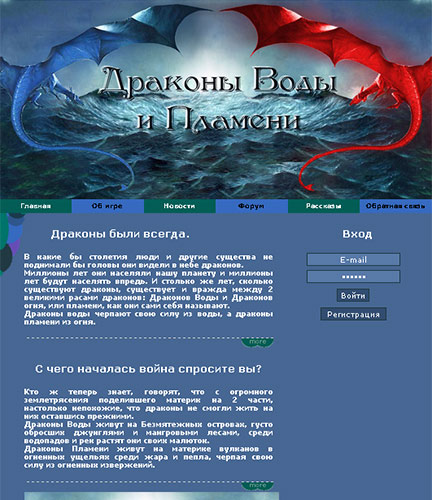 Драконы Воды
и Пламени
Главная Об игре Новости Форум Рассказы Обратная связь
Драконы были всегда.
В какие бы столетия люди и другие существа не
поднимали бы головы они видели в небе драконов.
Миллионы лет они населяли нашу планету и миллионы
лет будут населять впредь. И столько же лет, сколько
существуют драконы, существует и вражда между 2
великими расами драконов: Драконов Воды и Драконов
огня, или пламени, как они сами себя называют.
Драконы воды черпают свою силу из воды, а драконы
пламени из огня.
more
С чего началась война спросите вы?
Кто ж теперь знает, говорят, что с огромного
землетрясения поделившего материк на 2 части,
настолько непохожие, что драконы не смогли жить на
них оставшись прежними.
Драконы Воды живут на Безмятежных островах, густо
обросших джунглями и мангровыми лесами, среди
водопадов и рек растят они своих малюток.
Драконы Пламени живут на материке вулканов в
огненных ущельях среди жара и пепла, черпая свою
силу из огненных извержений.
more
Вход
E-mail
Войти
Регистрация